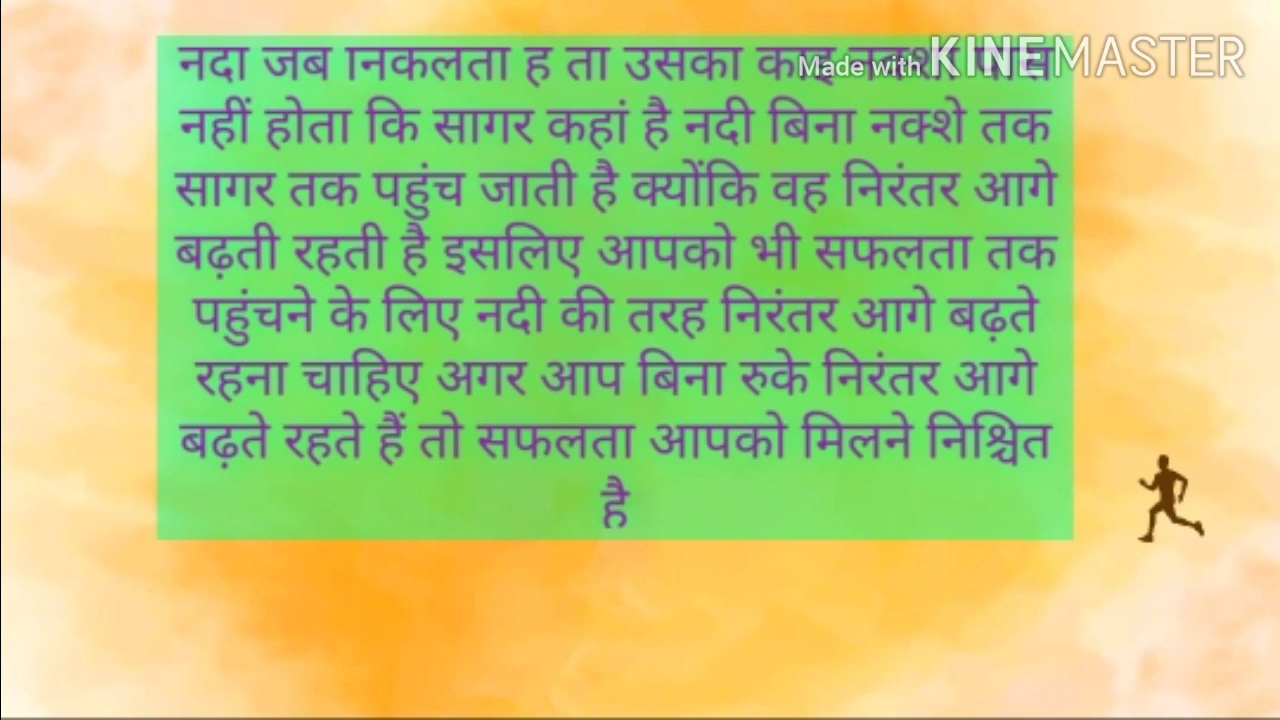 नदी जब निकलती है तो उसका कोई
Made with KINEMASTER
नहीं होता कि सागर कहां है नदी बिना नक्शे तक
सागर तक पहुंच जाती है क्योंकि वह निरंतर आगे
बढ़ती रहती है इसलिए आपको भी सफलता तक
पहुंचने के लिए नदी की तरह निरंतर आगे बढ़ते
रहना चाहिए अगर आप बिना रुके निरंतर आगे
बढ़ते रहते हैं तो सफलता आपको मिलने निश्चित
है